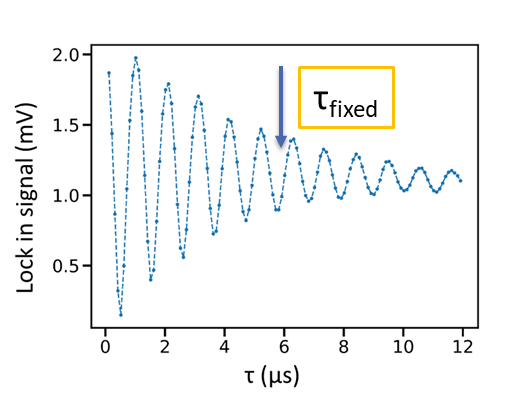 2.0
1.5
1.0
0.5
Lock in signal (mV)
τfixed
0 2 4 6 8 10 12
τ (μs)